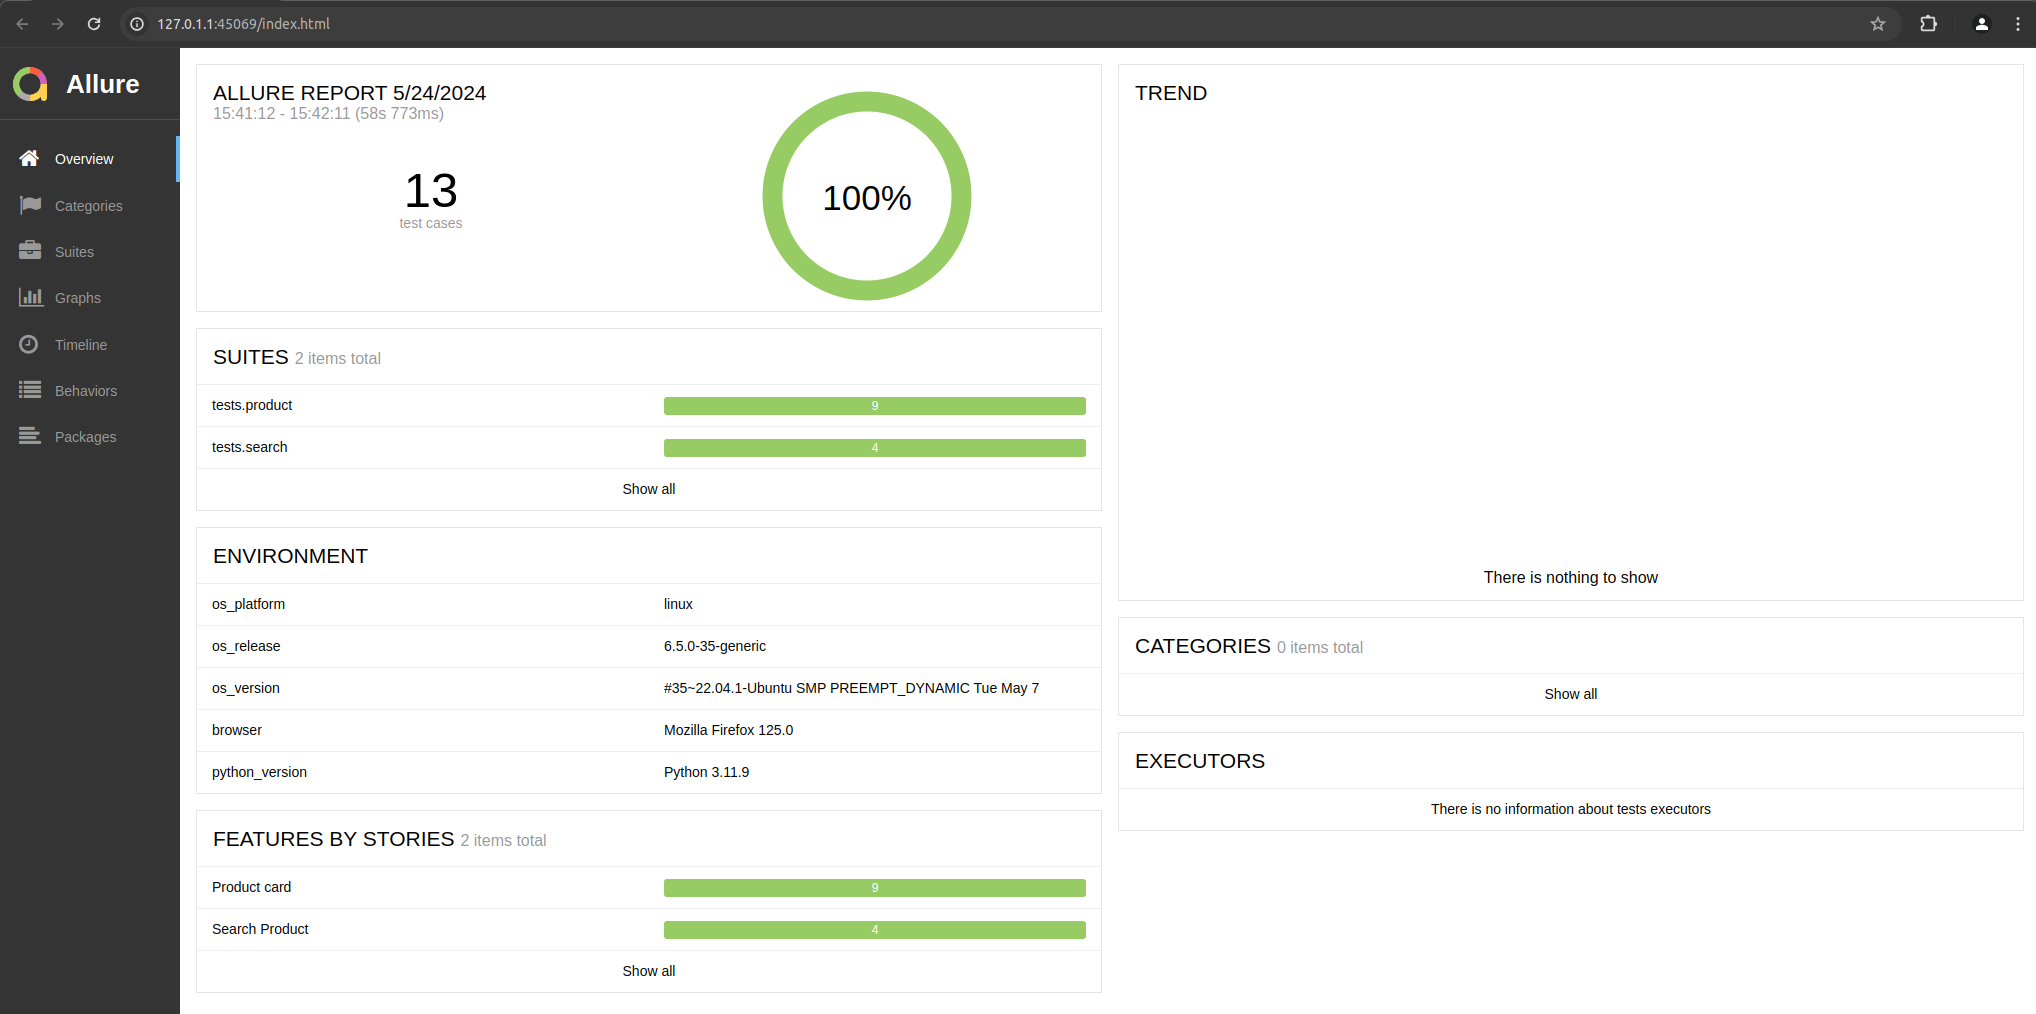 127.0.1.1:45069/index.html
Allure
Overview
Categories
Suites
Graphs
Timeline
Behaviors
Packages
ALLURE REPORT 5/24/2024
15:41:12 - 15:42:11 (58s 773ms)
13
test cases
100%
SUITES 2 items total
tests.product 9
tests.search 4
Show all
ENVIRONMENT
os_platform linux
os_release 6.5.0-35-generic
os_version #35~22.04.1-Ubuntu SMP PREEMPT_DYNAMIC Tue May 7
browser Mozilla Firefox 125.0
python_version Python 3.11.9
FEATURES BY STORIES 2 items total
Product card 9
Search Product 4
Show all
TREND
There is nothing to show
CATEGORIES 0 items total
Show all
EXECUTORS
There is no information about tests executors